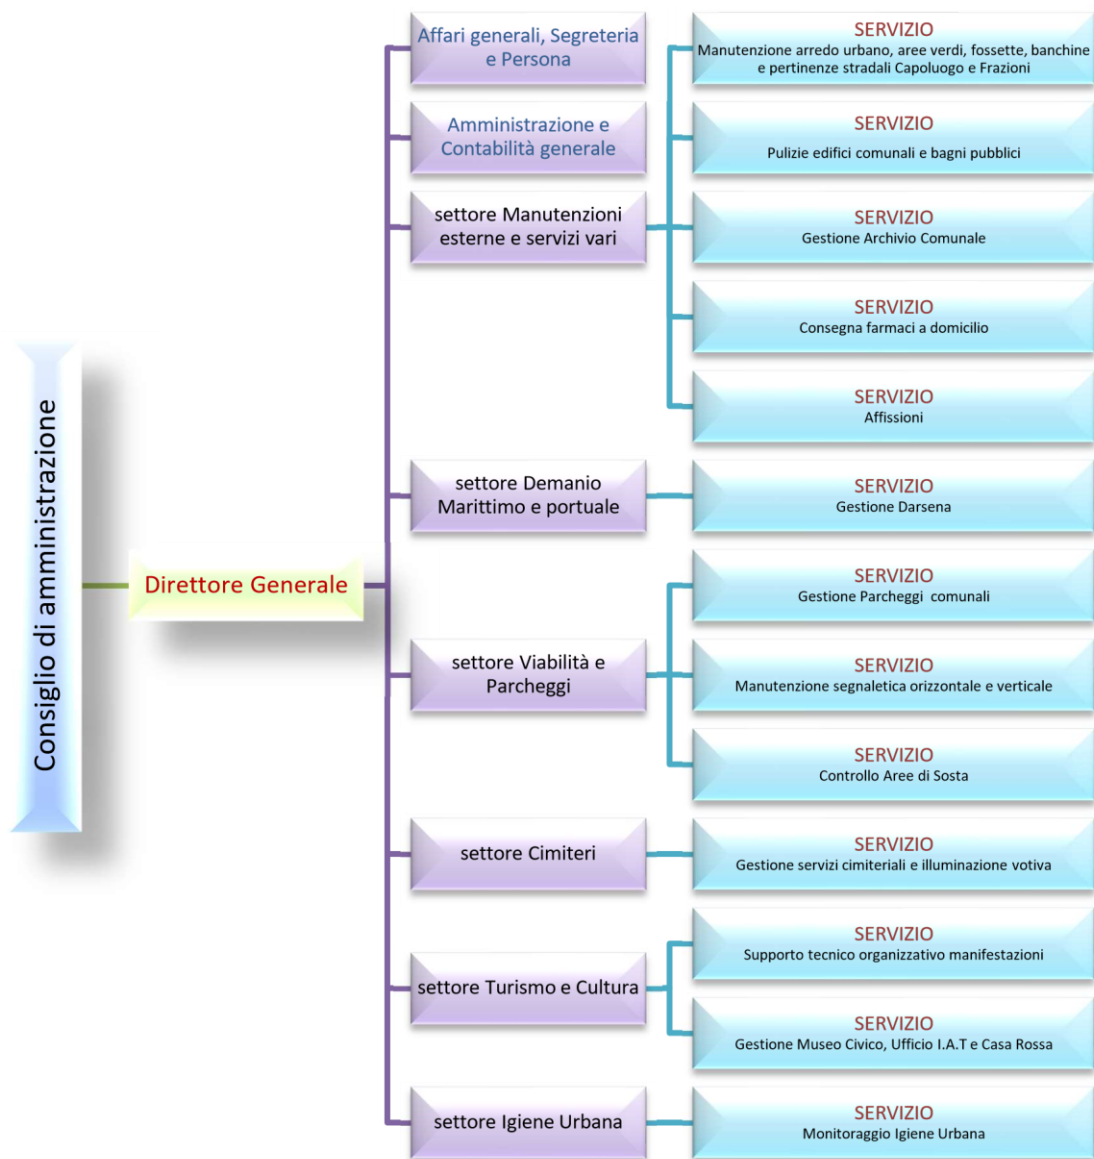 Consiglio di amministrazione
Direttore Generale
Affari generali, Segreteria
e Persona
Amministrazione e
Contabilità generale
settore Manutenzioni
esterne e servizi vari
SERVIZIO
Manutenzione arredo urbano, aree verdi, fossette, banchine
e pertinenze stradali Capoluogo e Frazioni
SERVIZIO
Pulizie edifici comunali e bagni pubblici
SERVIZIO
Gestione Archivio Comunale
SERVIZIO
Consegna farmaci a domicilio
SERVIZIO
Affissioni
settore Demanio
Marittimo e portuale
SERVIZIO
Gestione Darsena
settore Viabilità e
Parcheggi
SERVIZIO
Gestione Parcheggi comunali
SERVIZIO
Manutenzione segnaletica orizzontale e verticale
SERVIZIO
Controllo Aree di Sosta
settore Cimiteri
SERVIZIO
Gestione servizi cimiteriali e illuminazione votiva
settore Turismo e Cultura
SERVIZIO
Supporto tecnico organizzativo manifestazioni
SERVIZIO
Gestione Museo Civico, Ufficio I.A.T e Casa Rossa
settore Igiene Urbana
SERVIZIO
Monitoraggio Igiene Urbana